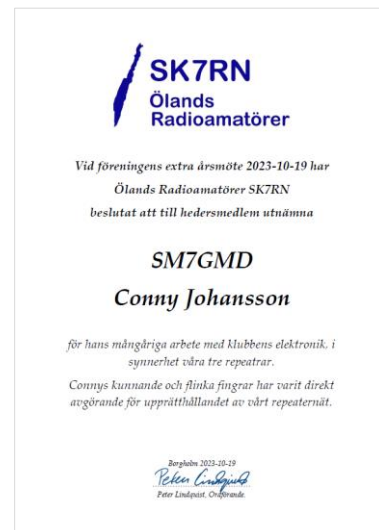 SK7RN
Ölands
Radioamatörer
Vid föreningens extra årsmöte 2023-10-19 har
Ölands Radioamatörer SK7RN
beslutat att till hedersmedlem utnämna
SM7GMD
Conny Johansson
för hans mångåriga arbete med klubbens elektronik, i
synnerhet våra tre repeatrar.
Connys kunnande och flinka fingrar har varit direkt
avgörande för upprätthållandet av vårt repeaternät.
Borgholm 2023-10-19
Peter Lindquist
Peter Lindquist, Ordförande.